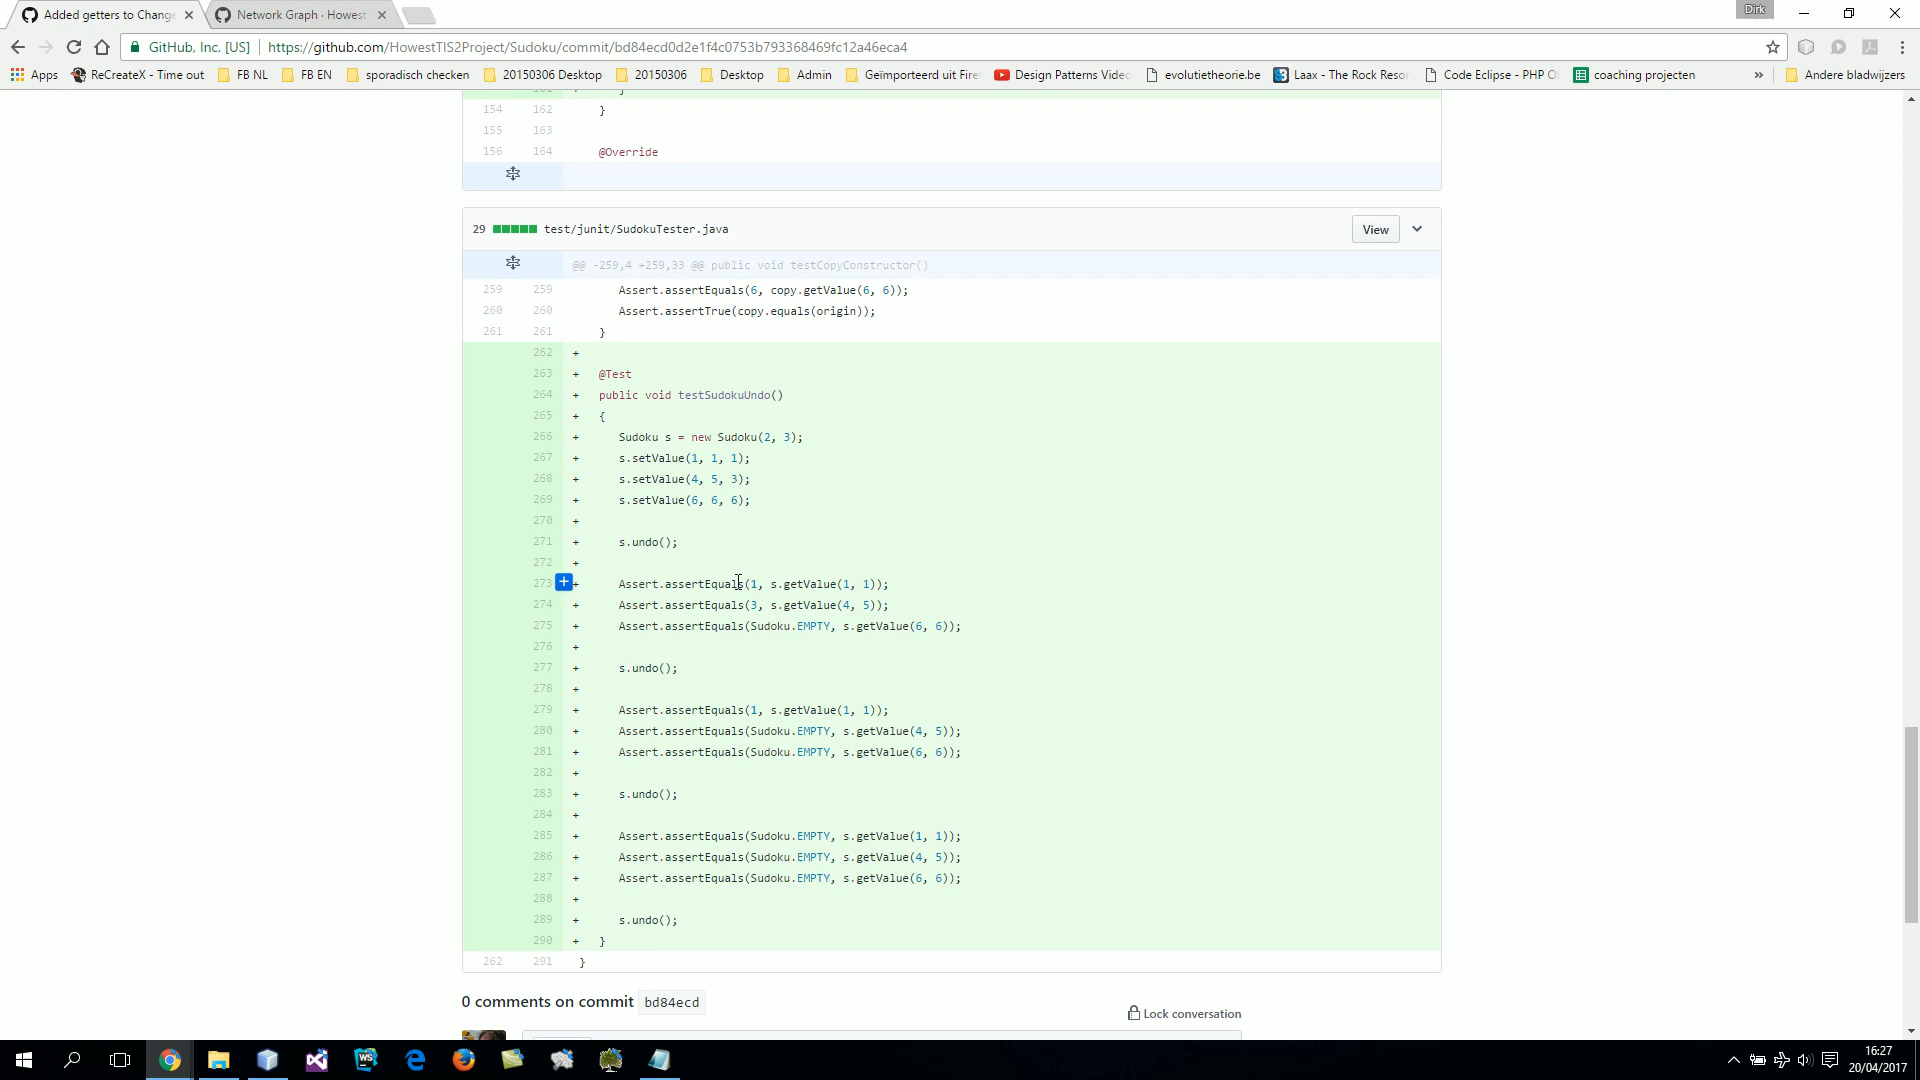 Added getters to Change
Network Graph · Howest
Dirk
GitHub, Inc. [US]
https://github.com/HowestTIS2Project/Sudoku/commit/bd84ecd0d2e1f4c0753b793368469fc12a46eca4
Apps
ReCreateX - Time out
FB NL
FB EN
sporadisch checken
20150306 Desktop
20150306
Desktop
Admin
Geïmporteerd uit Fire
Design Patterns Video
evolutietheorie.be
Laax - The Rock Resor
Code Eclipse - PHP O
coaching projecten
»
Andere bladwijzers
154 162 }
155 163
156 164 @Override
29 test/junit/SudokuTester.java
View
@@ -259,4 +259,33 @@ public void testCopyConstructor()
259 259 Assert.assertEquals(6, copy.getValue(6, 6));
260 260 Assert.assertTrue(copy.equals(origin));
261 261 }
262 +
263 + @Test
264 + public void testSudokuUndo()
265 + {
266 + Sudoku s = new Sudoku(2, 3);
267 + s.setValue(1, 1, 1);
268 + s.setValue(4, 5, 3);
269 + s.setValue(6, 6, 6);
270 +
271 + s.undo();
272 +
273 + Assert.assertEquals(1, s.getValue(1, 1));
274 + Assert.assertEquals(3, s.getValue(4, 5));
275 + Assert.assertEquals(Sudoku.EMPTY, s.getValue(6, 6));
276 +
277 + s.undo();
278 +
279 + Assert.assertEquals(1, s.getValue(1, 1));
280 + Assert.assertEquals(Sudoku.EMPTY, s.getValue(4, 5));
281 + Assert.assertEquals(Sudoku.EMPTY, s.getValue(6, 6));
282 +
283 + s.undo();
284 +
285 + Assert.assertEquals(Sudoku.EMPTY, s.getValue(1, 1));
286 + Assert.assertEquals(Sudoku.EMPTY, s.getValue(4, 5));
287 + Assert.assertEquals(Sudoku.EMPTY, s.getValue(6, 6));
288 +
289 + s.undo();
290 + }
262 291 }
0 comments on commit bd84ecd
Lock conversation
16:27
20/04/2017